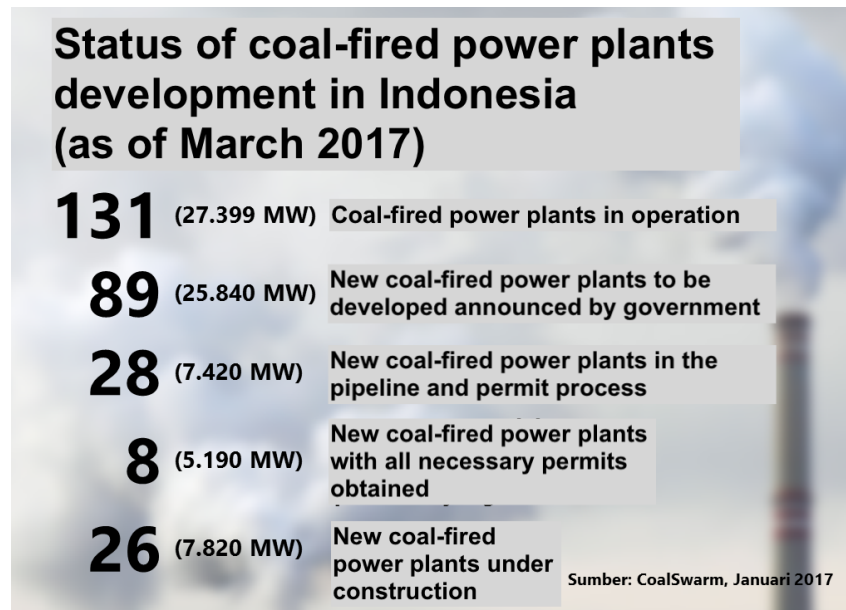 Status of coal-fired power plants
development in Indonesia
(as of March 2017)
131 (27.399 MW) Coal-fired power plants in operation
89 (25.840 MW) New coal-fired power plants to be
developed announced by government
28 (7.420 MW) New coal-fired power plants in the
pipeline and permit process
8 (5.190 MW) New coal-fired power plants
with all necessary permits
obtained
26 (7.820 MW) New coal-fired
power plants under
construction
Sumber: CoalSwarm, Januari 2017